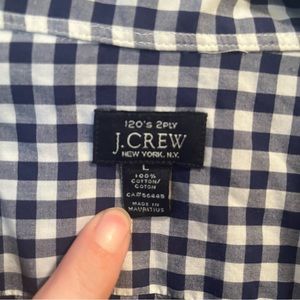 120's 2PLY
J.CREW
NEW YORK, N.Y.
L
100%
COTTON/
COTON
CA#56445
MADE IN
MAURITIUS